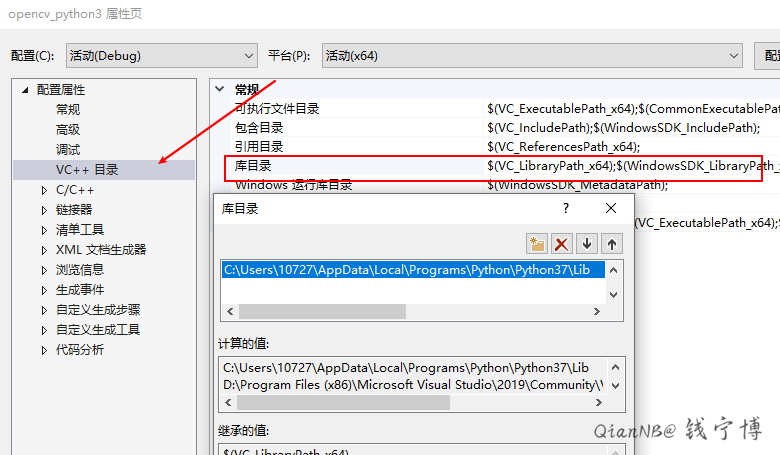 opencv_python3 属性页
配置(C): 活动(Debug) 平台(P): 活动(x64) 配置
配置属性
常规
高级
调试
VC++ 目录
C/C++
链接器
清单工具
XML 文档生成器
浏览信息
生成事件
自定义生成步骤
自定义生成工具
代码分析
常规
可执行文件目录 $(VC_ExecutablePath_x64);$(CommonExecutablePath
包含目录 $(VC_IncludePath);$(WindowsSDK_IncludePath);
引用目录 $(VC_ReferencesPath_x64);
库目录 $(VC_LibraryPath_x64);$(WindowsSDK_LibraryPath_x
Windows 运行库目录 $(WindowsSDK_MetadataPath);
(VC_ExecutablePath_x64);$
库目录 ?
C:\Users\10727\AppData\Local\Programs\Python\Python37\Lib
计算的值:
C:\Users\10727\AppData\Local\Programs\Python\Python37\Lib
D:\Program Files (x86)\Microsoft Visual Studio\2019\Community\
继承的值:
$(VC_LibraryPath_x64)
QianNB@ 钱宁博